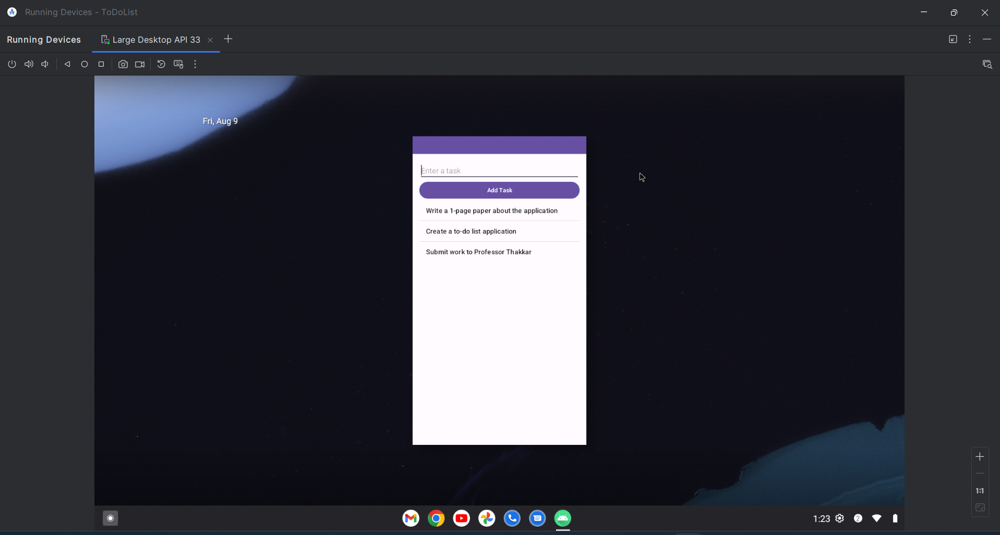 Running Devices - ToDoList
Running Devices
Large Desktop API 33
Fri, Aug 9
Enter a task
Add Task
Write a 1-page paper about the application
Create a to-do list application
Submit work to Professor Thakkar
1:1
1:23
2